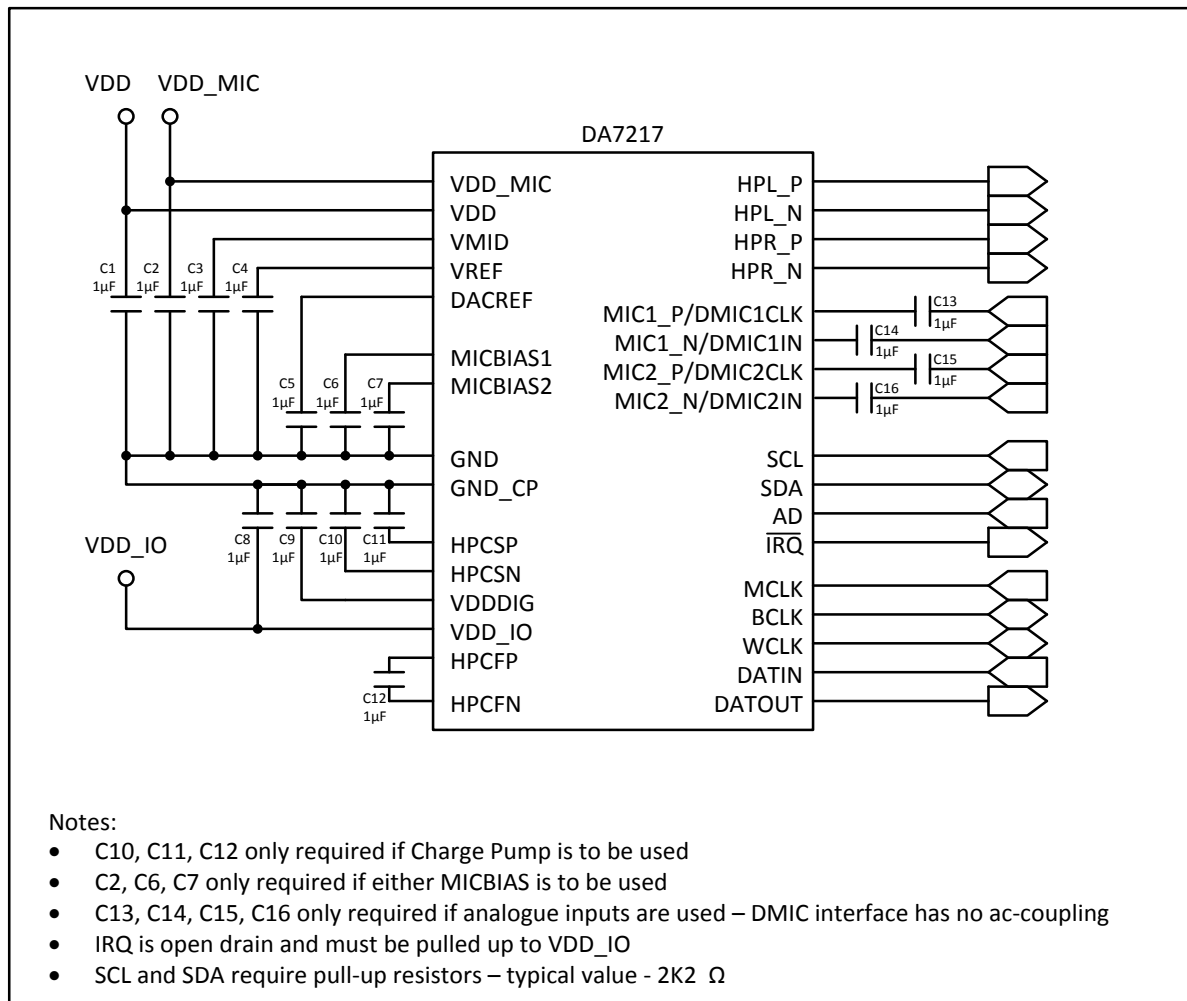 VDD VDD_MIC
DA7217
VDD_MIC
VDD
VMID
VREF
DACREF
MICBIAS1
MICBIAS2
GND
GND_CP
HPCSP
HPCSN
VDDDIG
VDD_IO
HPCFP
HPCFN
HPL_P
HPL_N
HPR_P
HPR_N
MIC1_P/DMIC1CLK
MIC1_N/DMIC1IN
MIC2_P/DMIC2CLK
MIC2_N/DMIC2IN
SCL
SDA
AD
IRQ
MCLK
BCLK
WCLK
DATIN
DATOUT
C1 C2 C3 C4
1µF 1µF 1µF 1µF
C5 C6 C7
1µF 1µF 1µF
C8 C9 C10 C11
1µF 1µF 1µF 1µF
VDD_IO
C12
1µF
C13
1µF
C14
1µF
C15
1µF
C16
1µF
Notes:
• C10, C11, C12 only required if Charge Pump is to be used
• C2, C6, C7 only required if either MICBIAS is to be used
• C13, C14, C15, C16 only required if analogue inputs are used – DMIC interface has no ac-coupling
• IRQ is open drain and must be pulled up to VDD_IO
• SCL and SDA require pull-up resistors – typical value - 2K2 Ω